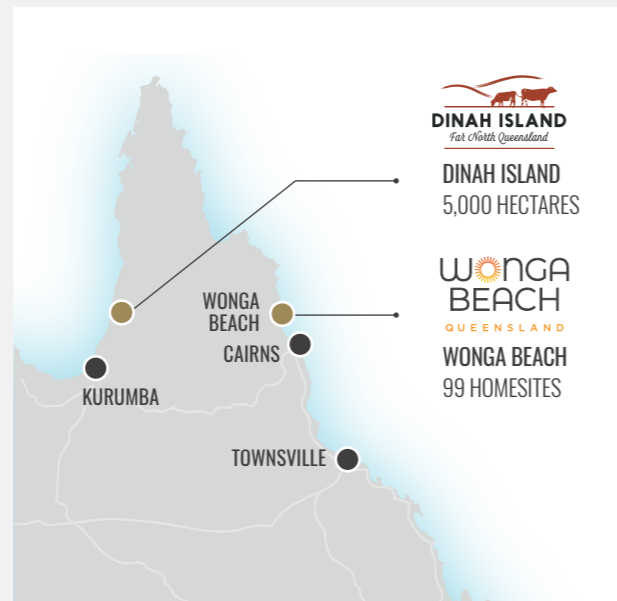 DINAH ISLAND
Far North Queensland
DINAH ISLAND
5,000 HECTARES
WONGA
BEACH
QUEENSLAND
WONGA BEACH
99 HOMESITES
WONGA
BEACH
CAIRNS
KURUMBA
TOWNSVILLE